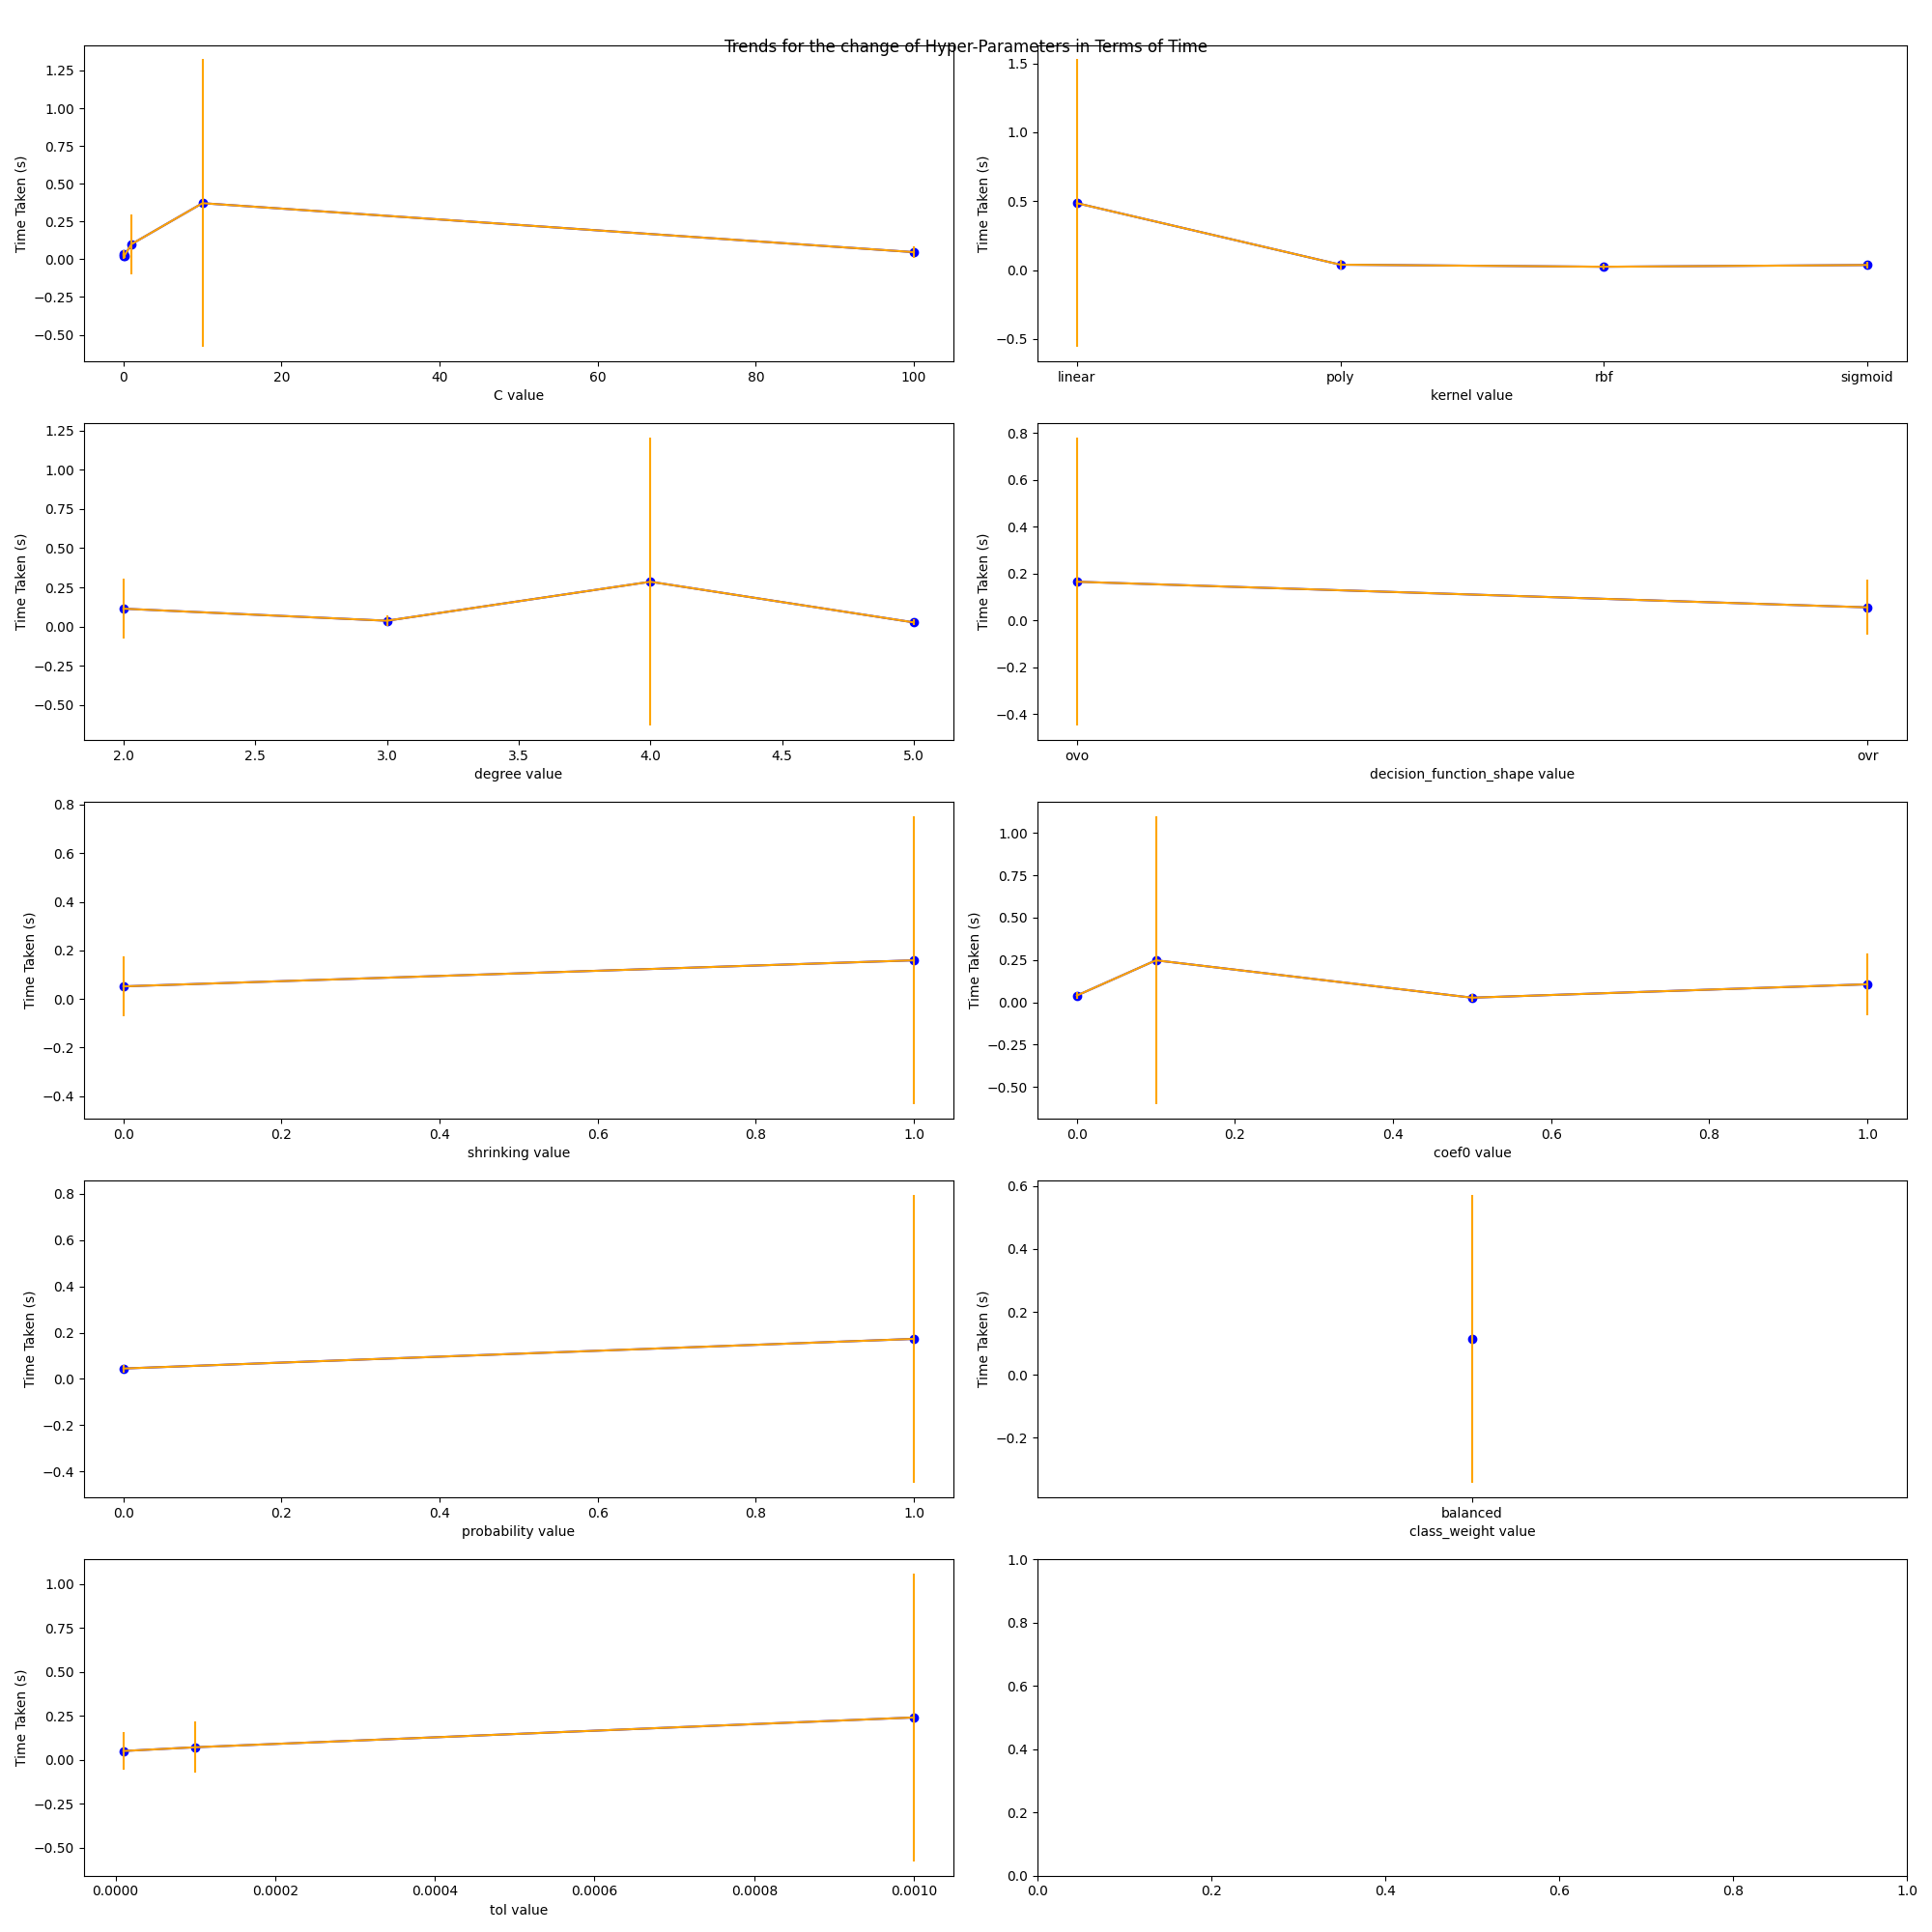 Trends for the change of Hyper-Parameters in Terms of Time
1.25
1.00
0.75
0.50
0.25
0.00
−0.25
−0.50
Time Taken (s)
0 20 40 60 80 100
C value
1.5
1.0
0.5
0.0
−0.5
Time Taken (s)
linear poly rbf sigmoid
kernel value
1.25
1.00
0.75
0.50
0.25
0.00
−0.25
−0.50
Time Taken (s)
2.0 2.5 3.0 3.5 4.0 4.5 5.0
degree value
0.8
0.6
0.4
0.2
0.0
−0.2
−0.4
Time Taken (s)
ovo ovr
decision_function_shape value
0.8
0.6
0.4
0.2
0.0
−0.2
−0.4
Time Taken (s)
0.0 0.2 0.4 0.6 0.8 1.0
shrinking value
1.00
0.75
0.50
0.25
0.00
−0.25
−0.50
Time Taken (s)
0.0 0.2 0.4 0.6 0.8 1.0
coef0 value
0.8
0.6
0.4
0.2
0.0
−0.2
−0.4
Time Taken (s)
0.0 0.2 0.4 0.6 0.8 1.0
probability value
0.6
0.4
0.2
0.0
−0.2
Time Taken (s)
balanced
class_weight value
1.00
0.75
0.50
0.25
0.00
−0.25
−0.50
Time Taken (s)
0.0000 0.0002 0.0004 0.0006 0.0008 0.0010
tol value
1.0
0.8
0.6
0.4
0.2
0.0
0.0 0.2 0.4 0.6 0.8 1.0